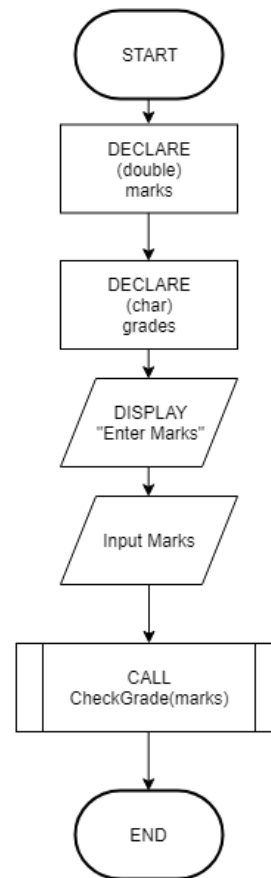 START
DECLARE
(double)
marks
DECLARE
(char)
grades
DISPLAY
"Enter Marks"
Input Marks
CALL
CheckGrade(marks)
END